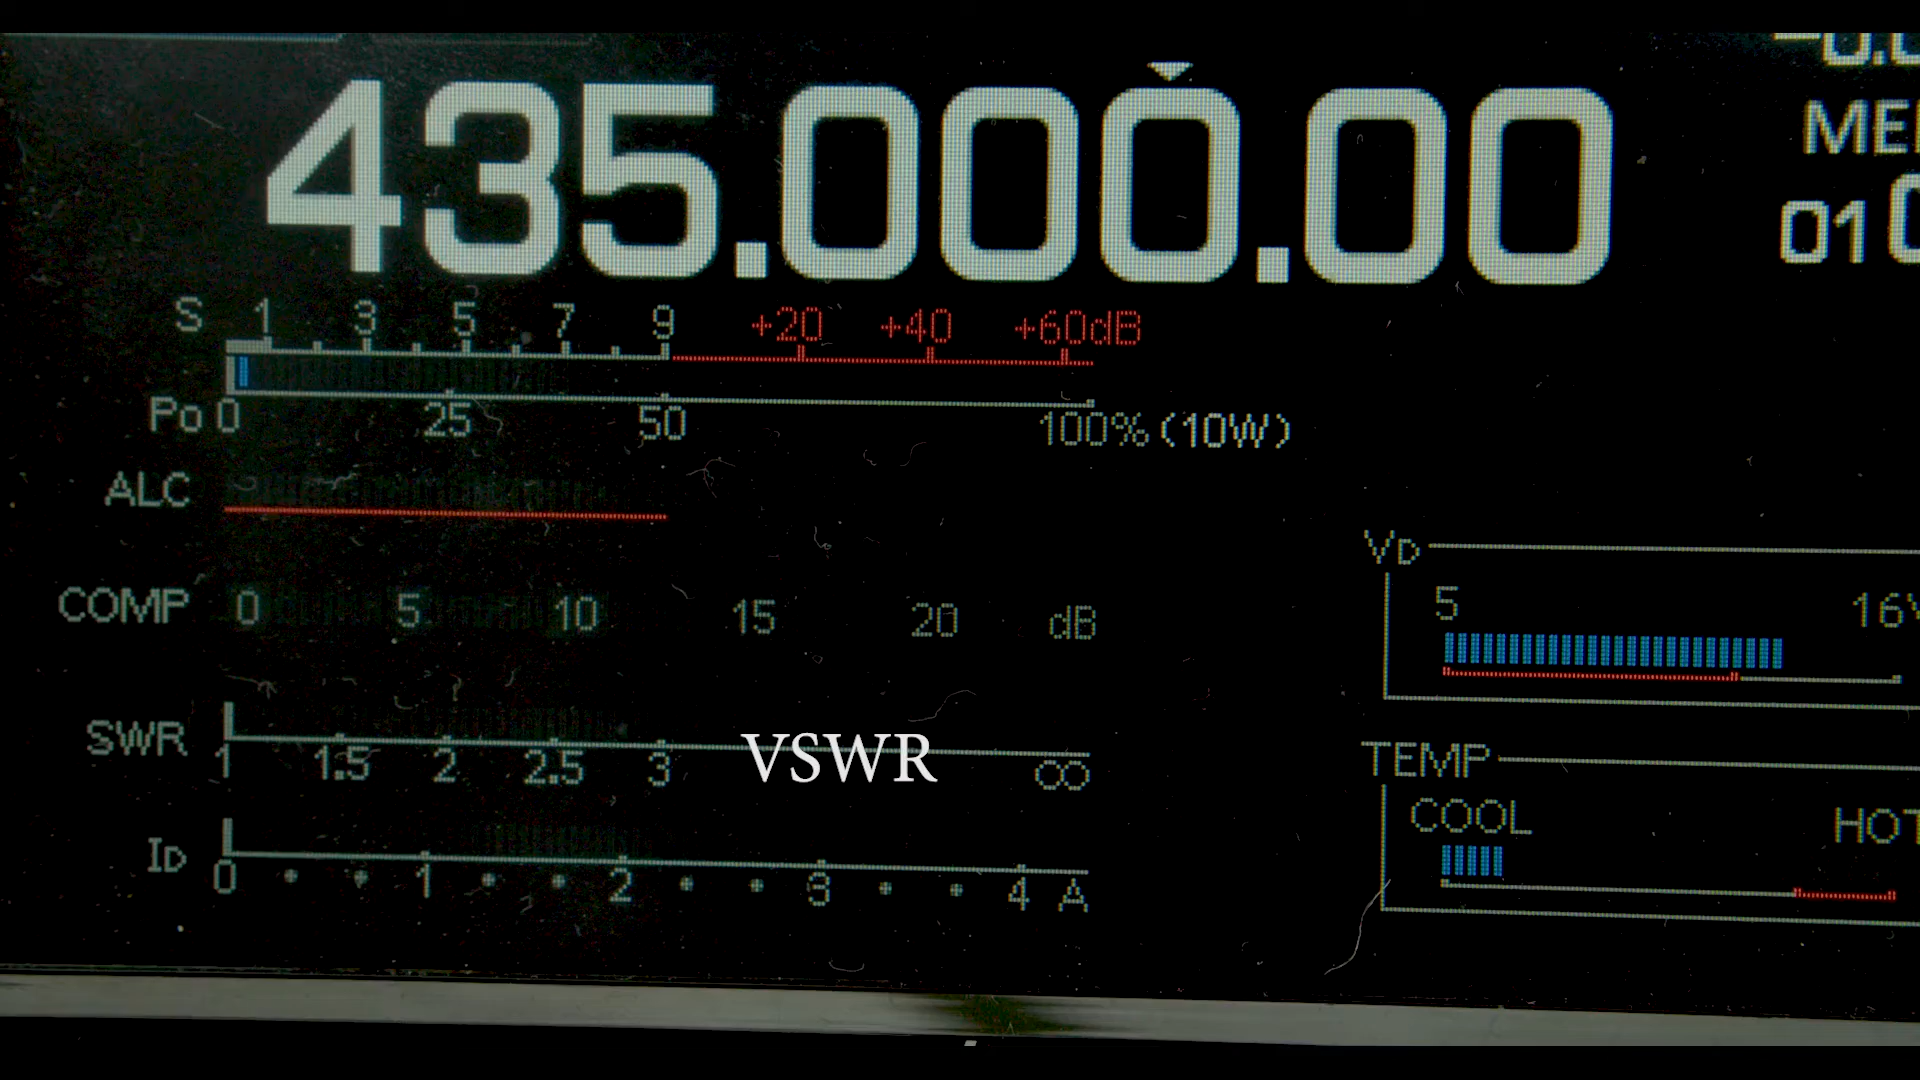 435.000.00
ME
01
S 1 3 5 7 9 +20 +40 +60dB
Po 0 25 50 100% (10W)
ALC
COMP 0 5 10 15 20 dB
SWR 1 1.5 2 2.5 3 ∞
VSWR
ID 0 1 2 3 4 A
VD
5 16V
TEMP
COOL HOT